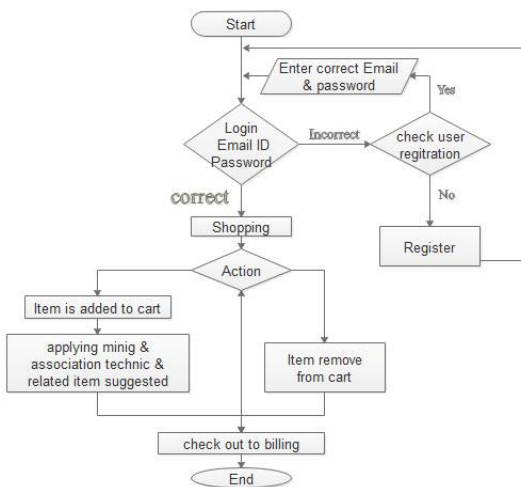 Start
Enter correct Email
& password
Yes
Login
Email ID
Password
Incorrect
check user
regitration
correct
No
Shopping
Register
Action
Item is added to cart
applying minig &
association technic &
related item suggested
Item remove
from cart
check out to billing
End